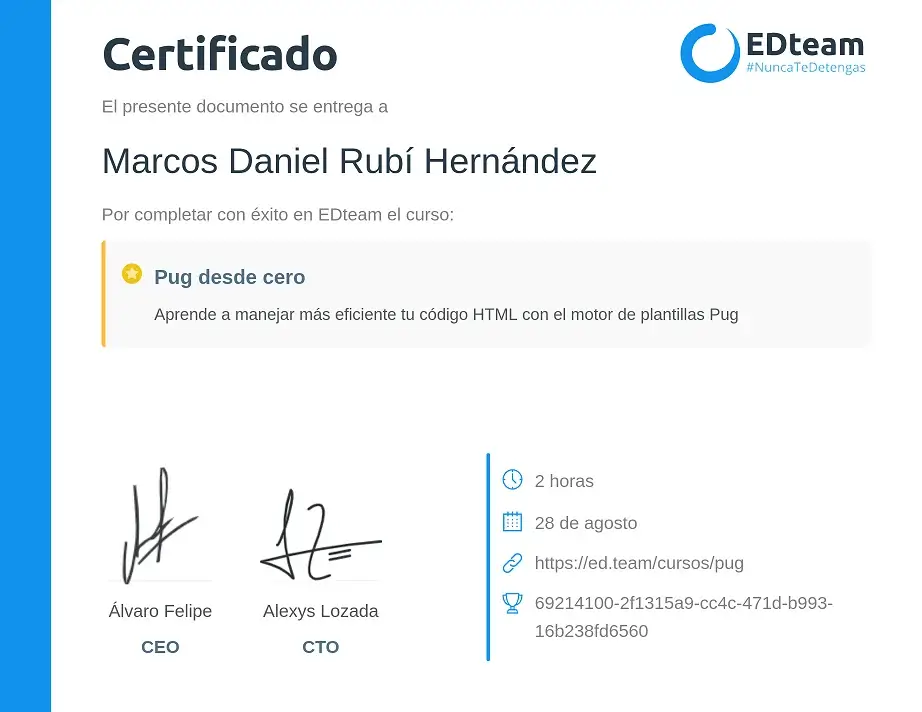 Certificado
EDteam
#NuncaTeDetengas
El presente documento se entrega a
Marcos Daniel Rubí Hernández
Por completar con éxito en EDteam el curso:
Pug desde cero
Aprende a manejar más eficiente tu código HTML con el motor de plantillas Pug
Álvaro Felipe
CEO
Alexys Lozada
CTO
2 horas
28 de agosto
https://ed.team/cursos/pug
69214100-2f1315a9-cc4c-471d-b993-
16b238fd6560